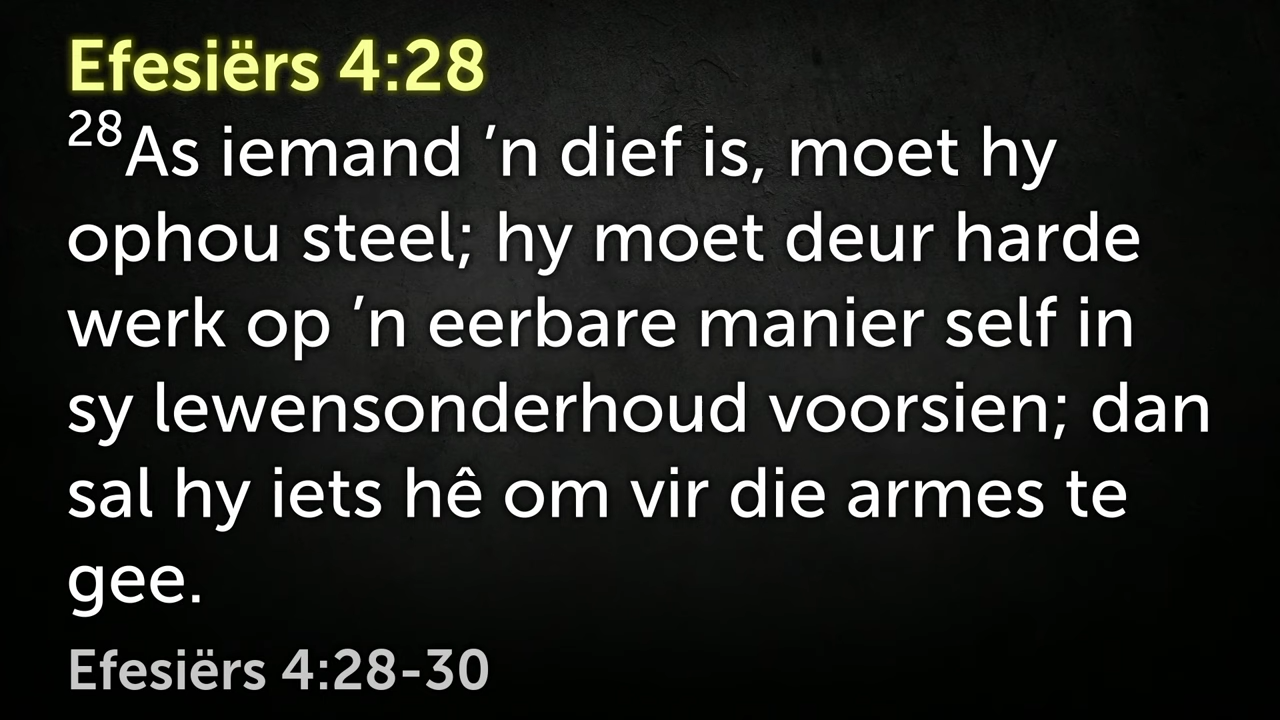 Efesiërs 4:28
28As iemand ’n dief is, moet hy
ophou steel; hy moet deur harde
werk op ’n eerbare manier self in
sy lewensonderhoud voorsien; dan
sal hy iets hê om vir die armes te
gee.
Efesiërs 4:28-30